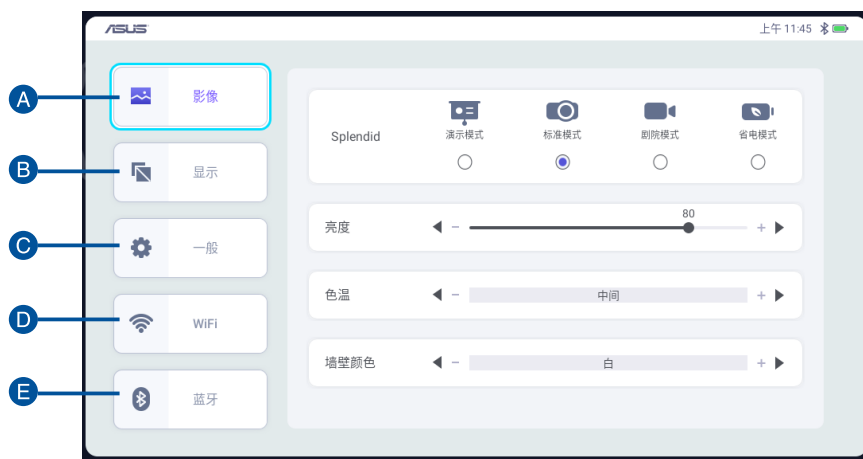 ASUS
上午 11:45
A
影像
B
显示
C
一般
D
WiFi
E
蓝牙
Splendid
演示模式
标准模式
剧院模式
省电模式
亮度
80
色温
中间
墙壁颜色
白